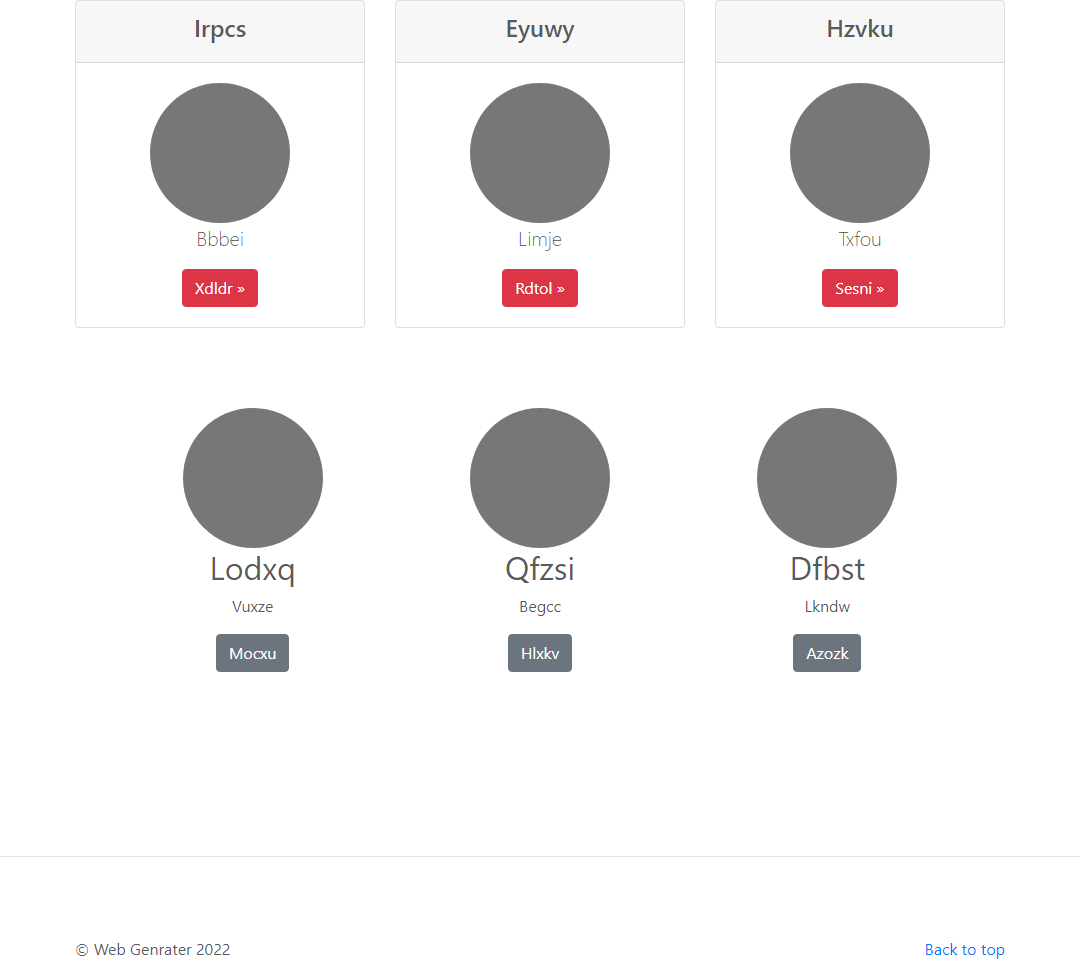 Irpcs
Eyuwy
Hzvku
Bbbei
Limje
Txfou
Xdldr »
Rdtol »
Sesni »
Lodxq
Qfzsi
Dfbst
Vuxze
Begcc
Lkndw
Mocxu
Hlxkv
Azozk
© Web Genrater 2022
Back to top